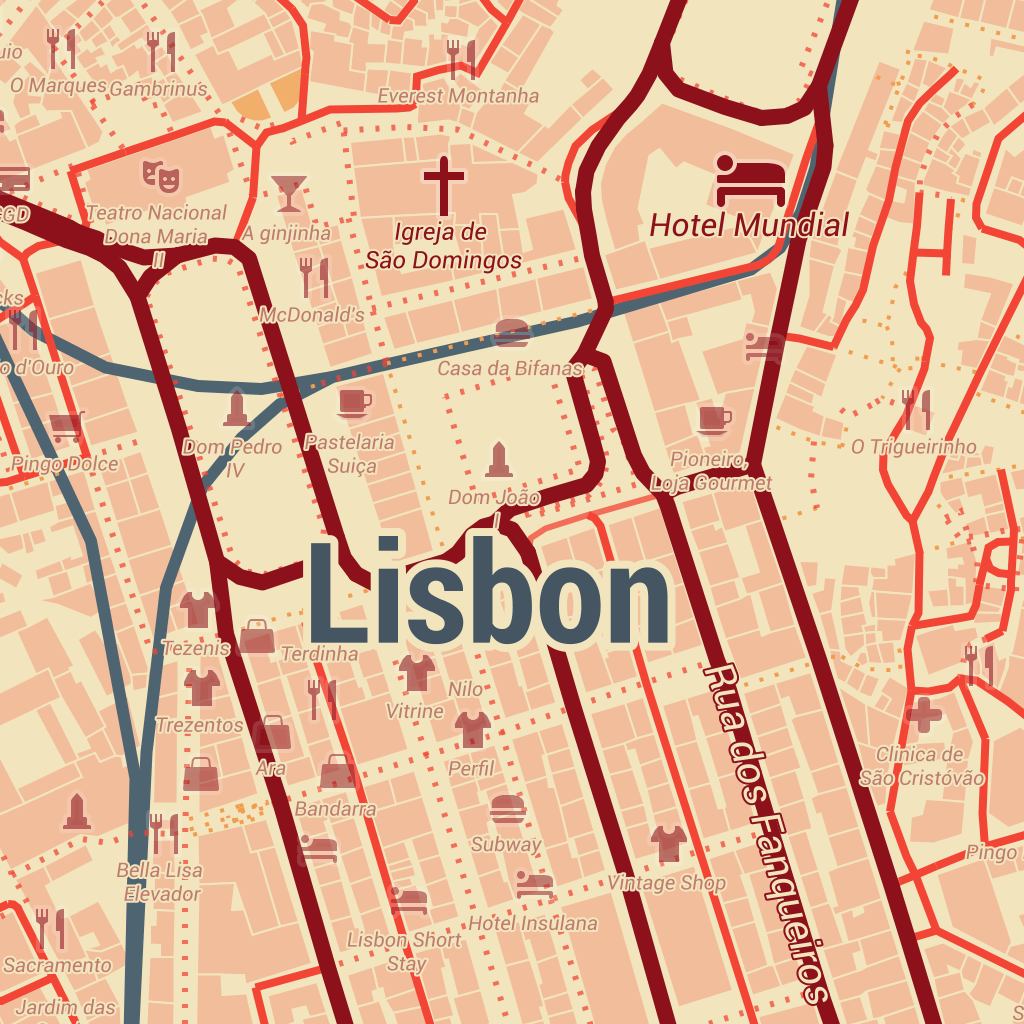 uio
O Marques
Gambrinus
Everest Montanha
Teatro Nacional
Dona Maria
II
A ginjinha
Igreja de
São Domingos
Hotel Mundial
McDonald's
cks
o d'Ouro
Casa da Bifanas
Pingo Dolce
Dom Pedro
IV
Pastelaria
Suiça
Dom João
I
Pioneiro,
Loja Gourmet
O Trigueirinho
Lisbon
Tezenis
Terdinha
Trezentos
Nilo
Vitrine
Ara
Perfil
Bandarra
Rua dos Fanqueiros
Clinica de
São Cristóvão
Subway
Pingo
Bella Lisa
Elevador
Vintage Shop
Hotel Insulana
Lisbon Short
Stay
Sacramento
Jardim das
S